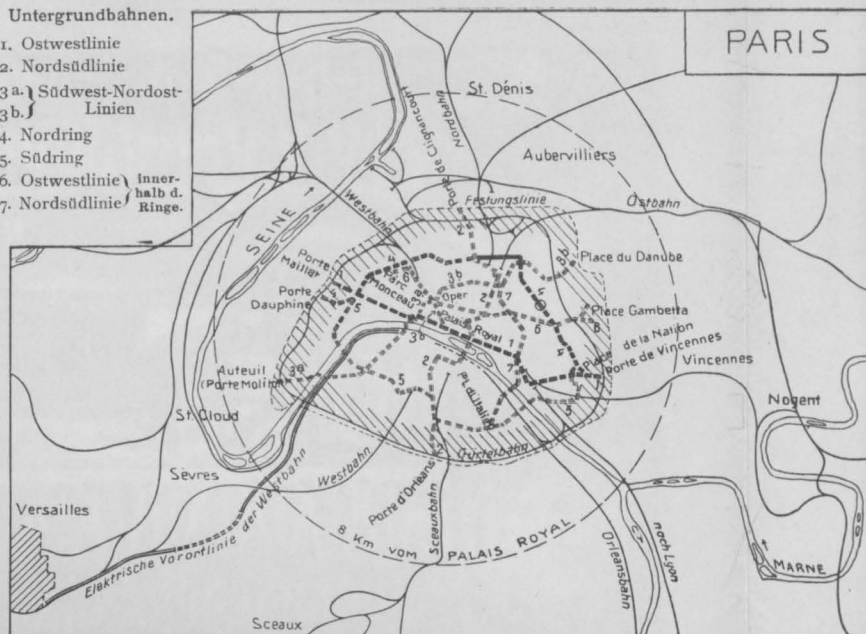 Untergrundbahnen.
1. Ostwestlinie
2. Nordsüdlinie
3a. } Südwest-Nordost-
3b. } Linien
4. Nordring
5. Südring
6. Ostwestlinie } inner-
halb d.
7. Nordsüdlinie } Ringe.
PARIS
St. Dénis
Aubervilliers
Porte de Clignancourt
Nordbahn
Ostbahn
Festungslinie
Westbahn
SEINE
Porte
Maillot
Porte
Dauphine
Parc
Monceau
Oper
Palais Royal
Place du Danube
Place Gambetta
Place
de la Nation
Porte de Vincennes
Vincennes
Auteuil
(Porte Molitor)
St. Cloud
Sèvres
Versailles
Pl. d'Italie
Gürtelbahn
Westbahn
Porte d'Orléans
Sceauxbahn
Elektrische Vorortlinie der Westbahn
8 Km VOM PALAIS ROYAL
Orléansbahn
nach Lyon
Nogent
MARNE
Sceaux